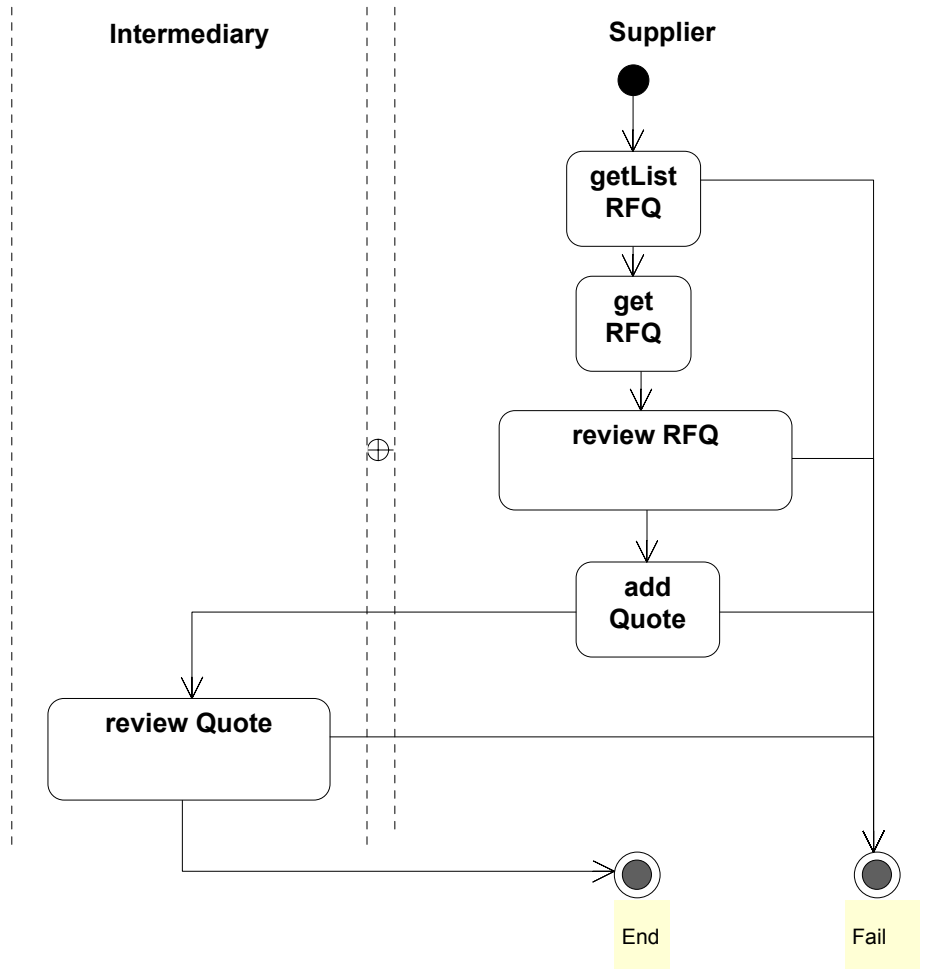 Intermediary
Supplier
getList
RFQ
get
RFQ
review RFQ
add
Quote
review Quote
End
Fail